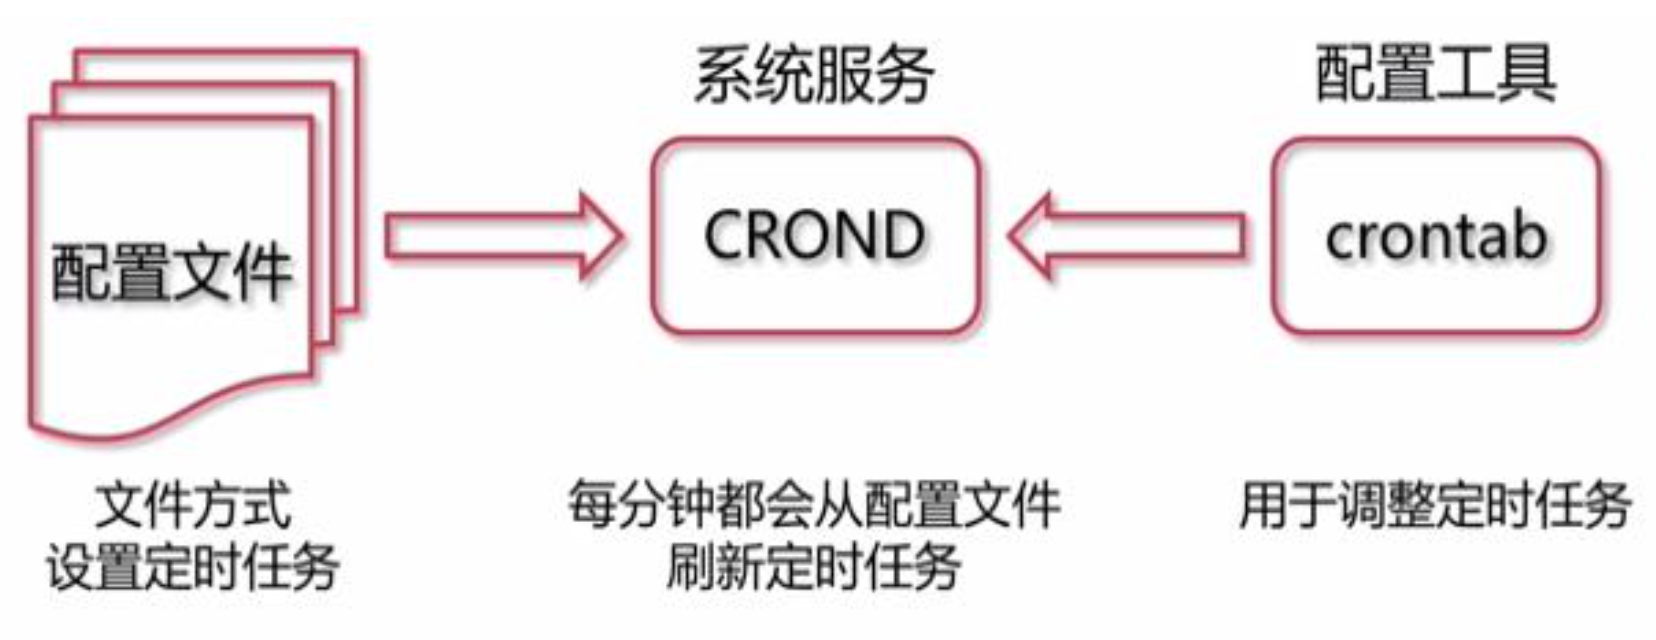 系统服务
配置工具
配置文件
CROND
crontab
文件方式
设置定时任务
每分钟都会从配置文件
刷新定时任务
用于调整定时任务